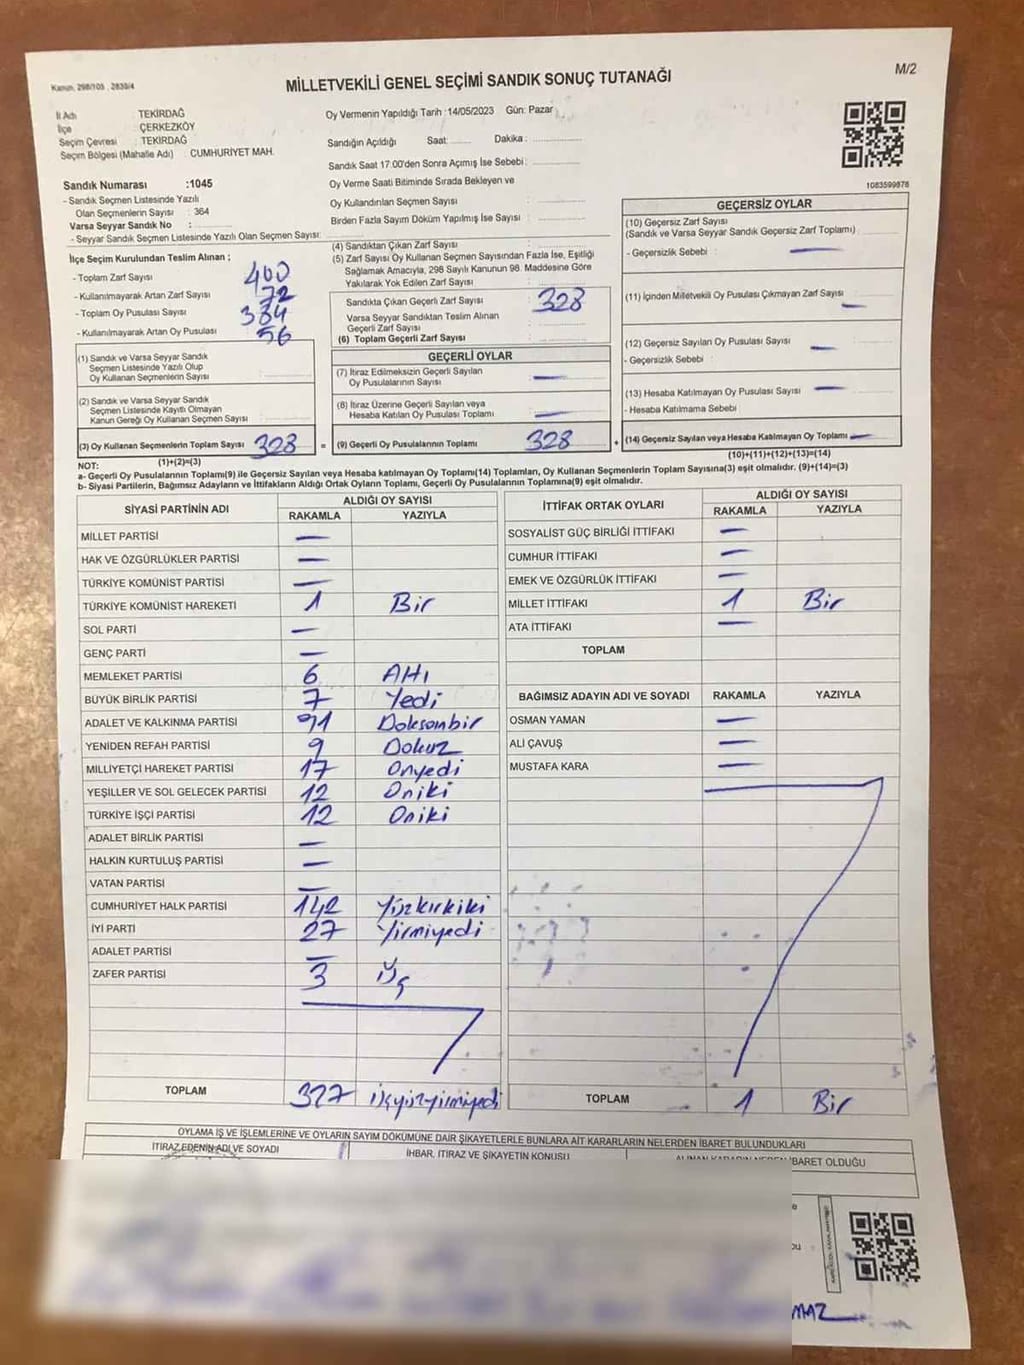 Kanun, 298/105 , 2839/4
MİLLETVEKİLİ GENEL SEÇİMİ SANDIK SONUÇ TUTANAĞI
M/2
İl Adı TEKİRDAĞ
İlçe ÇERKEZKÖY
Seçim Çevresi : TEKİRDAĞ
Seçim Bölgesi (Mahalle Adı) CUMHURİYET MAH.
Oy Vermenin Yapıldığı Tarih :14/05/2023 Gün: Pazar
Sandığın Açıldığı Saat: Dakika :
Sandık Saat 17.00'den Sonra Açımış İse Sebebi:
Oy Verme Saati Bitiminde Sırada Bekleyen ve
Oy Kullandırılan Seçmen Sayısı
Birden Fazla Sayım Döküm Yapılmış İse Sayısı :
1083599876
Sandık Numarası :1045
- Sandık Seçmen Listesinde Yazılı
Olan Seçmenlerin Sayısı : 364
Varsa Seyyar Sandık No :
- Seyyar Sandık Seçmen Listesinde Yazılı Olan Seçmen Sayısı:
İlçe Seçim Kurulundan Teslim Alınan ;
- Toplam Zarf Sayısı 400
- Kullanılmayarak Artan Zarf Sayısı 72
- Toplam Oy Pusulası Sayısı 384
- Kullanılmayarak Artan Oy Pusulası 56
(1) Sandık ve Varsa Seyyar Sandık
Seçmen Listesinde Yazılı Olup
Oy Kullanan Seçmenlerin Sayısı
(2) Sandık ve Varsa Seyyar Sandık
Seçmen Listesinde Kayıtlı Olmayan
Kanun Gereği Oy Kullanan Seçmen Sayısı
(3) Oy Kullanan Seçmenlerin Toplam Sayısı 328 =
(1)+(2)=(3)
(4) Sandıktan Çıkan Zarf Sayısı :
(5) Zarf Sayısı Oy Kullanan Seçmen Sayısından Fazla İse, Eşitliği
Sağlamak Amacıyla, 298 Sayılı Kanunun 98. Maddesine Göre
Yakılarak Yok Edilen Zarf Sayısı :
Sandıkta Çıkan Geçerli Zarf Sayısı : 328
Varsa Seyyar Sandıktan Teslim Alınan
Geçerli Zarf Sayısı :
(6) Toplam Geçerli Zarf Sayısı :
GEÇERLİ OYLAR
(7) İtiraz Edilmeksizin Geçerli Sayılan
Oy Pusulalarının Sayısı : —
(8) İtiraz Üzerine Geçerli Sayılan veya
Hesaba Katılan Oy Pusulası Toplamı : —
(9) Geçerli Oy Pusulalarının Toplamı 328 +
GEÇERSİZ OYLAR
(10) Geçersiz Zarf Sayısı
(Sandık ve Varsa Seyyar Sandık Geçersiz Zarf Toplamı)
- Geçersizlik Sebebi : —
(11) İçinden Milletvekili Oy Pusulası Çıkmayan Zarf Sayısı —
(12) Geçersiz Sayılan Oy Pusulası Sayısı : —
- Geçersizlik Sebebi :
(13) Hesaba Katılmayan Oy Pusulası Sayısı : —
- Hesaba Katılmama Sebebi :
(14) Geçersiz Sayılan veya Hesaba Katılmayan Oy Toplamı —
(10)+(11)+(12)+(13)=(14)
NOT:
a- Geçerli Oy Pusulalarının Toplamı(9) ile Geçersiz Sayılan veya Hesaba katılmayan Oy Toplamı(14) Toplamları, Oy Kullanan Seçmenlerin Toplam Sayısına(3) eşit olmalıdır. (9)+(14)=(3)
b- Siyasi Partilerin, Bağımsız Adayların ve İttifakların Aldığı Ortak Oyların Toplamı, Geçerli Oy Pusulalarının Toplamına(9) eşit olmalıdır.
SİYASİ PARTİNİN ADI ALDIĞI OY SAYISI
RAKAMLA YAZIYLA
MİLLET PARTİSİ —
HAK VE ÖZGÜRLÜKLER PARTİSİ —
TÜRKİYE KOMÜNİST PARTİSİ —
TÜRKİYE KOMÜNİST HAREKETİ 1 Bir
SOL PARTİ —
GENÇ PARTİ —
MEMLEKET PARTİSİ 6 Altı
BÜYÜK BİRLİK PARTİSİ 7 Yedi
ADALET VE KALKINMA PARTİSİ 91 Doksanbir
YENİDEN REFAH PARTİSİ 9 Dokuz
MİLLİYETÇİ HAREKET PARTİSİ 17 Onyedi
YEŞİLLER VE SOL GELECEK PARTİSİ 12 Oniki
TÜRKİYE İŞÇİ PARTİSİ 12 Oniki
ADALET BİRLİK PARTİSİ —
HALKIN KURTULUŞ PARTİSİ —
VATAN PARTİSİ —
CUMHURİYET HALK PARTİSİ 142 Yüzkırkiki
İYİ PARTİ 27 Yirmiyedi
ADALET PARTİSİ —
ZAFER PARTİSİ 3 Üç
TOPLAM 327 üçyüzyirmiyedi
İTTİFAK ORTAK OYLARI ALDIĞI OY SAYISI
RAKAMLA YAZIYLA
SOSYALİST GÜÇ BİRLİĞİ İTTİFAKI —
CUMHUR İTTİFAKI —
EMEK VE ÖZGÜRLÜK İTTİFAKI —
MİLLET İTTİFAKI 1 Bir
ATA İTTİFAKI —
TOPLAM
BAĞIMSIZ ADAYIN ADI VE SOYADI RAKAMLA YAZIYLA
OSMAN YAMAN —
ALİ ÇAVUŞ —
MUSTAFA KARA —
TOPLAM 1 Bir
OYLAMA İŞ VE İŞLEMLERİNE VE OYLARIN SAYIM DÖKÜMÜNE DAİR ŞİKAYETLERLE BUNLARA AİT KARARLARIN NELERDEN İBARET BULUNDUKLARI
İTİRAZ EDENİN ADI VE SOYADI İHBAR, İTİRAZ VE ŞİKAYETİN KONUSU ALINAN KARARIN NEDEN İBARET OLDUĞU